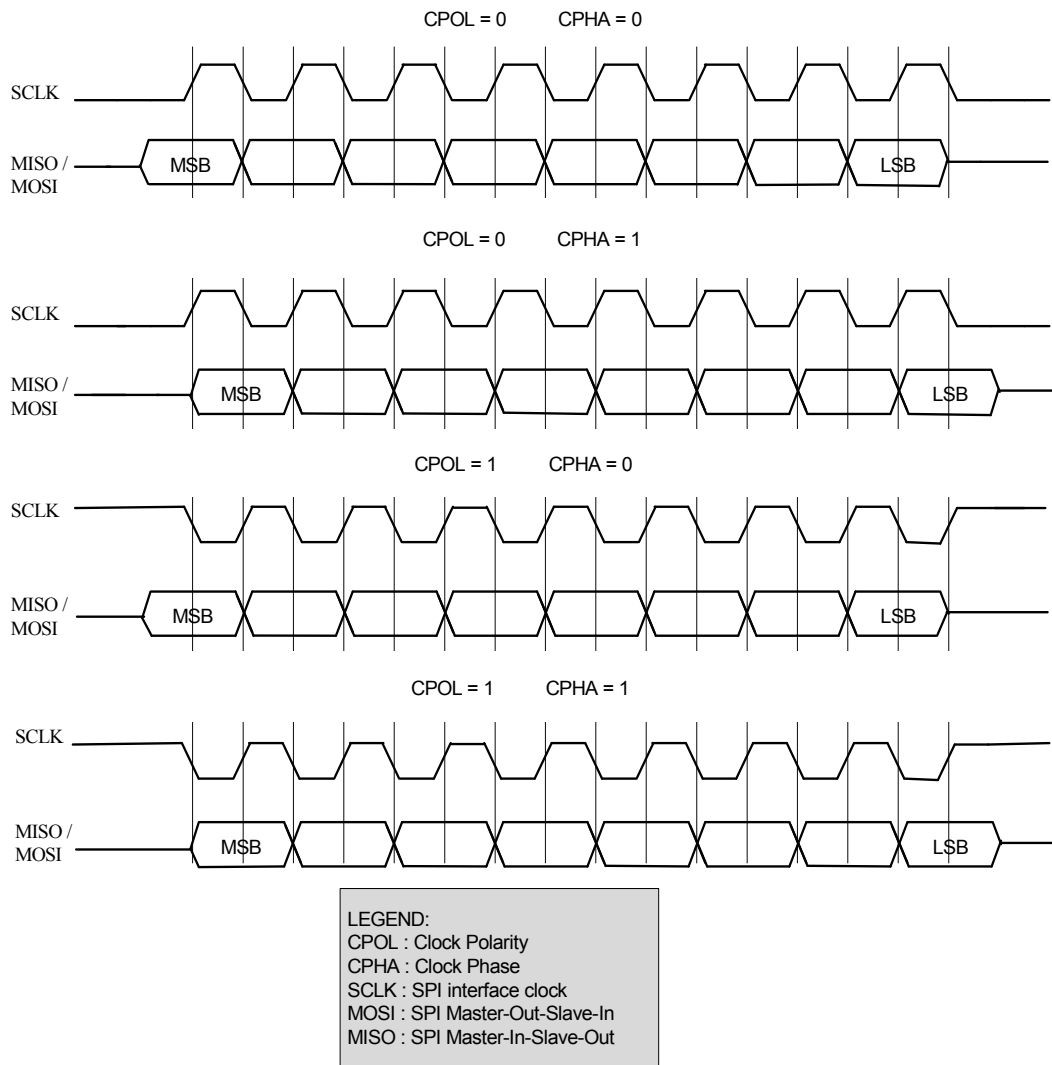 CPOL = 0 CPHA = 0
SCLK
MISO /
MOSI
MSB LSB
CPOL = 0 CPHA = 1
SCLK
MISO /
MOSI
MSB LSB
CPOL = 1 CPHA = 0
SCLK
MISO /
MOSI
MSB LSB
CPOL = 1 CPHA = 1
SCLK
MISO /
MOSI
MSB LSB
LEGEND:
CPOL : Clock Polarity
CPHA : Clock Phase
SCLK : SPI interface clock
MOSI : SPI Master-Out-Slave-In
MISO : SPI Master-In-Slave-Out